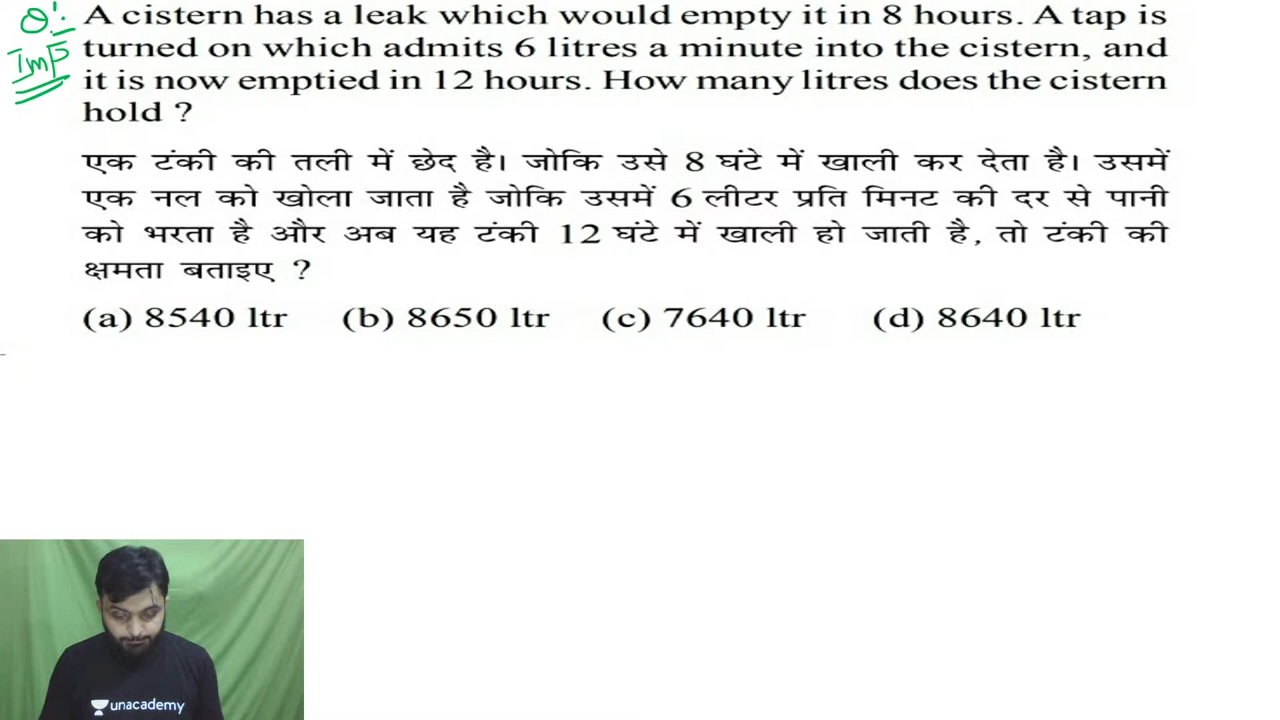 Q!. A cistern has a leak which would empty it in 8 hours. A tap is
Imp turned on which admits 6 litres a minute into the cistern, and
it is now emptied in 12 hours. How many litres does the cistern
hold ?
एक टंकी की तली में छेद है। जोकि उसे 8 घंटे में खाली कर देता है। उसमें
एक नल को खोला जाता है जोकि उसमें 6 लीटर प्रति मिनट की दर से पानी
को भरता है और अब यह टंकी 12 घंटे में खाली हो जाती है, तो टंकी की
क्षमता बताइए ?
(a) 8540 ltr (b) 8650 ltr (c) 7640 ltr (d) 8640 ltr
unacademy